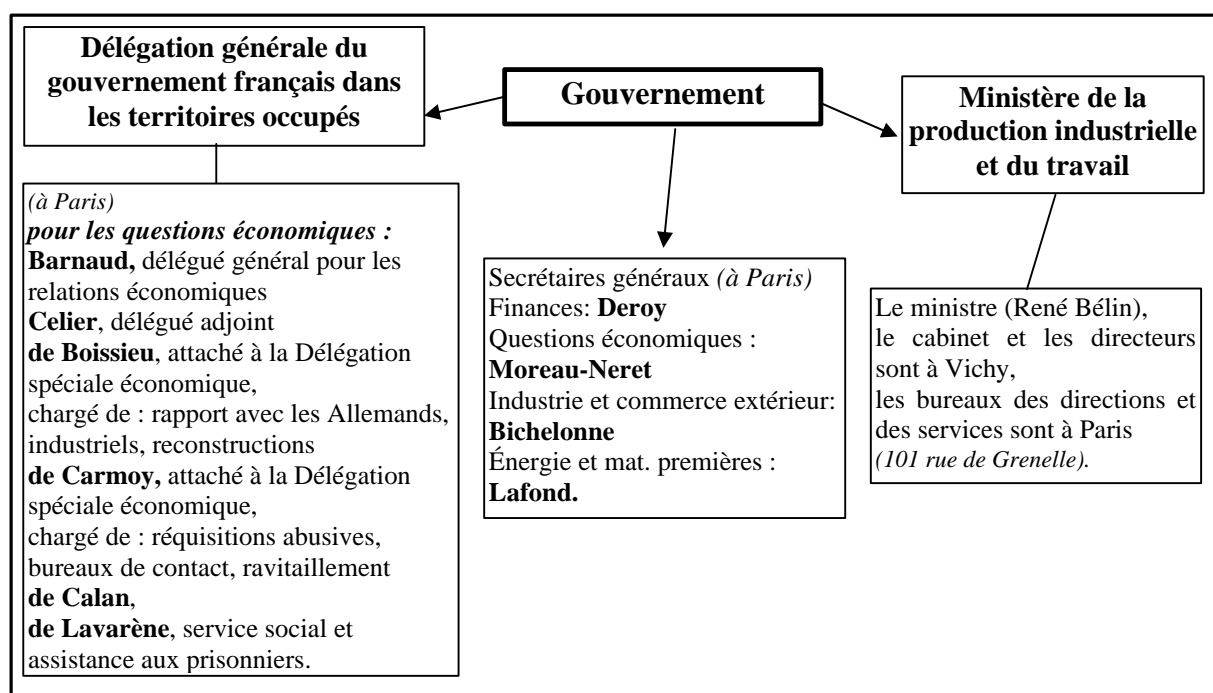 Délégation générale du
gouvernement français dans
les territoires occupés
Gouvernement
Ministère de la
production industrielle
et du travail
(à Paris)
pour les questions économiques :
Barnaud, délégué général pour les
relations économiques
Celier, délégué adjoint
de Boissieu, attaché à la Délégation
spéciale économique,
chargé de : rapport avec les Allemands,
industriels, reconstructions
de Carmoy, attaché à la Délégation
spéciale économique,
chargé de : réquisitions abusives,
bureaux de contact, ravitaillement
de Calan,
de Lavarène, service social et
assistance aux prisonniers.
Secrétaires généraux (à Paris)
Finances: Deroy
Questions économiques :
Moreau-Neret
Industrie et commerce extérieur:
Bichelonne
Énergie et mat. premières :
Lafond.
Le ministre (René Bélin),
le cabinet et les directeurs
sont à Vichy,
les bureaux des directions et
des services sont à Paris
(101 rue de Grenelle).